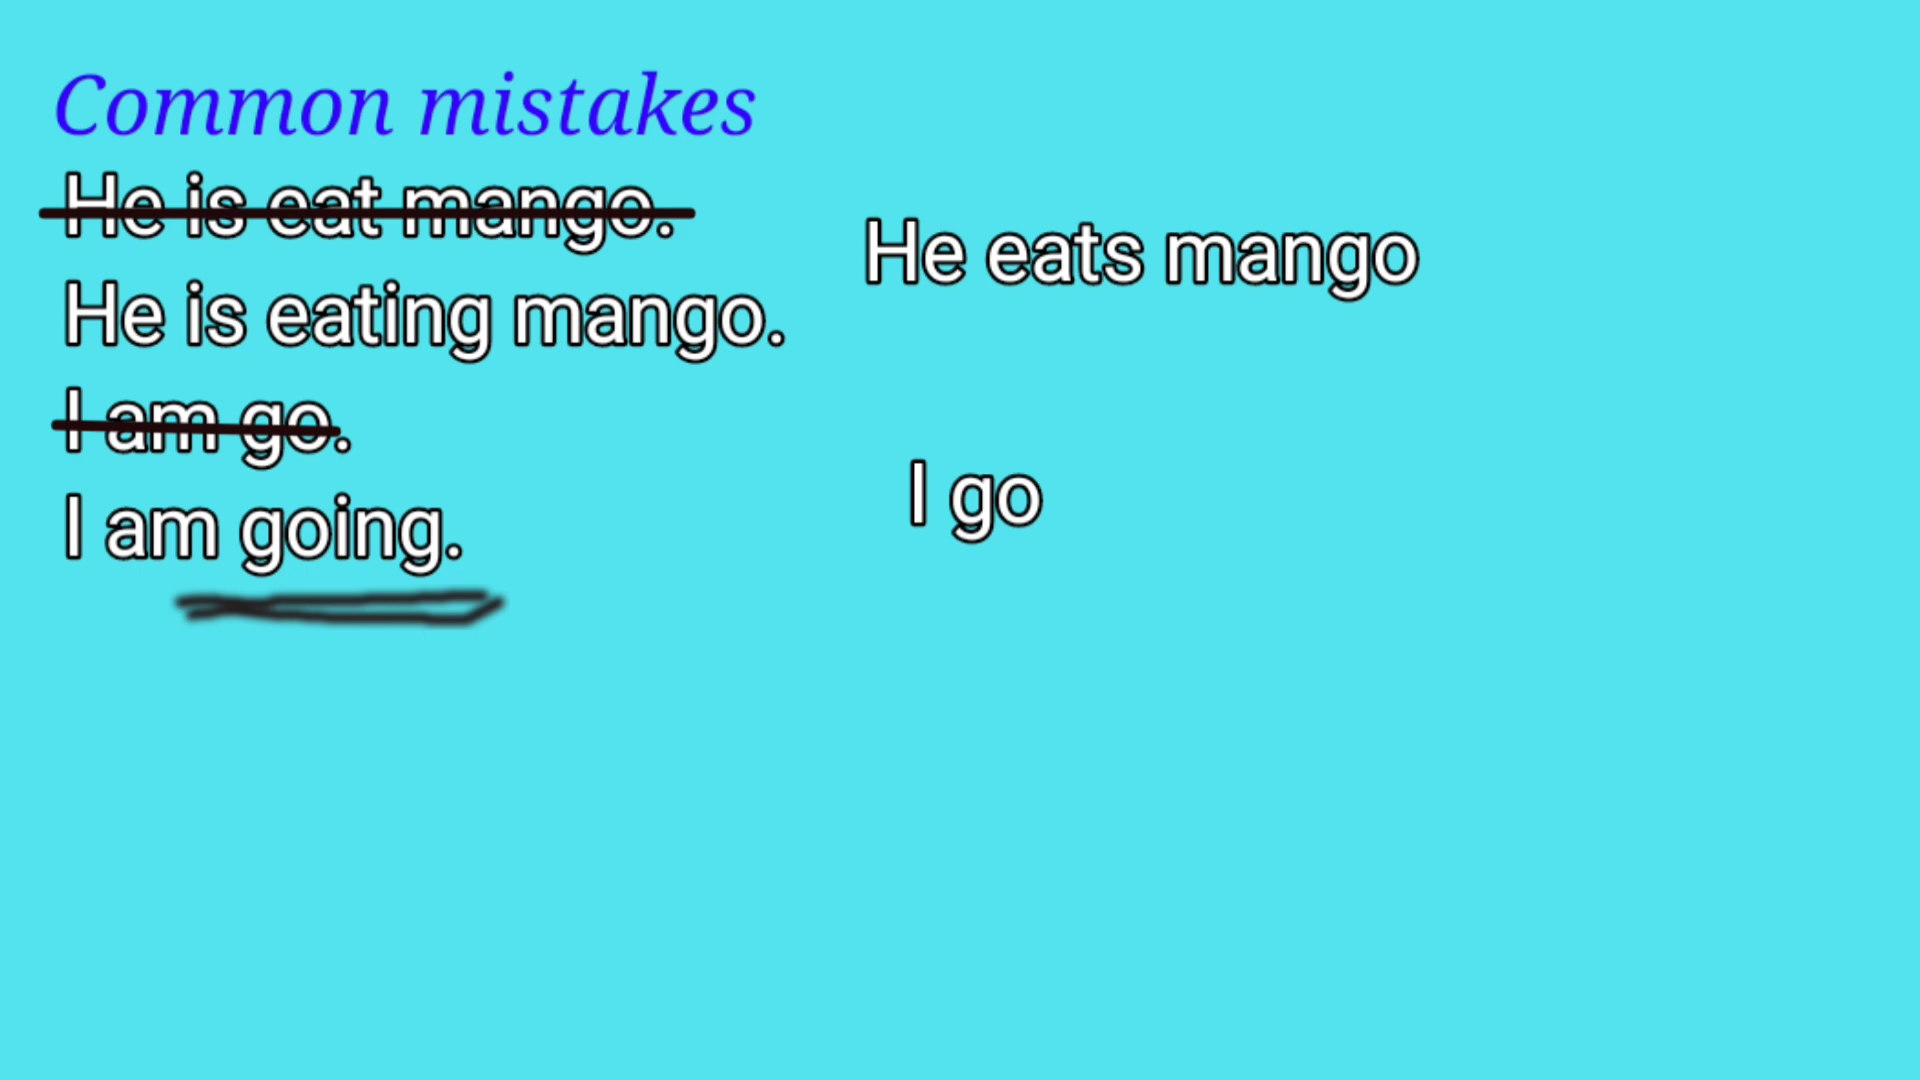 Common mistakes
He is eat mango.
He eats mango
He is eating mango.
I am go.
I go
I am going.